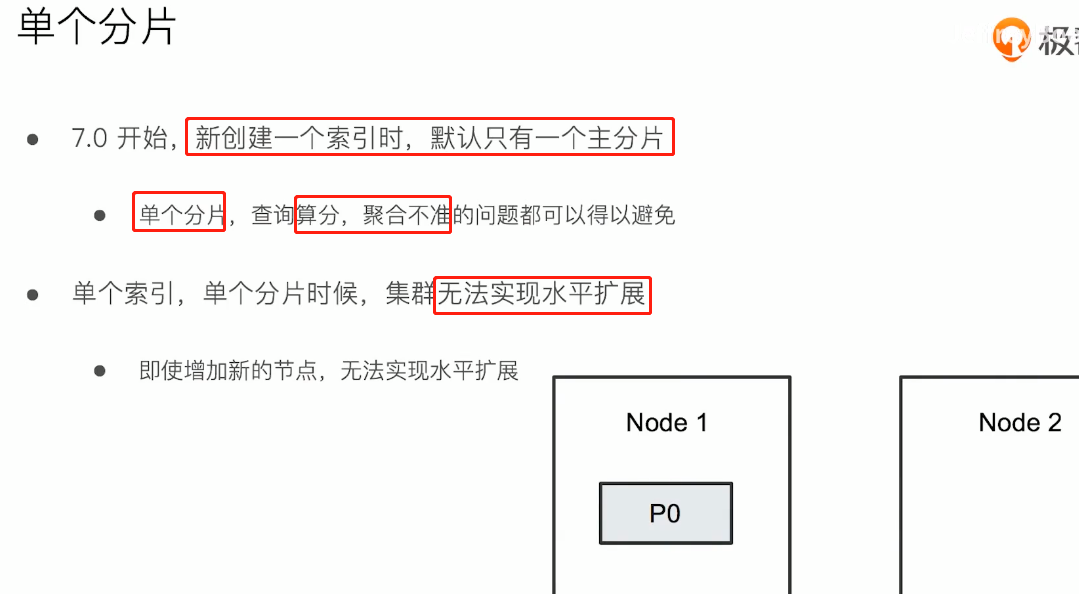 单个分片
极
7.0 开始，新创建一个索引时，默认只有一个主分片
单个分片，查询算分，聚合不准的问题都可以得以避免
单个索引，单个分片时候，集群无法实现水平扩展
即使增加新的节点，无法实现水平扩展
Node 1
Node 2
P0